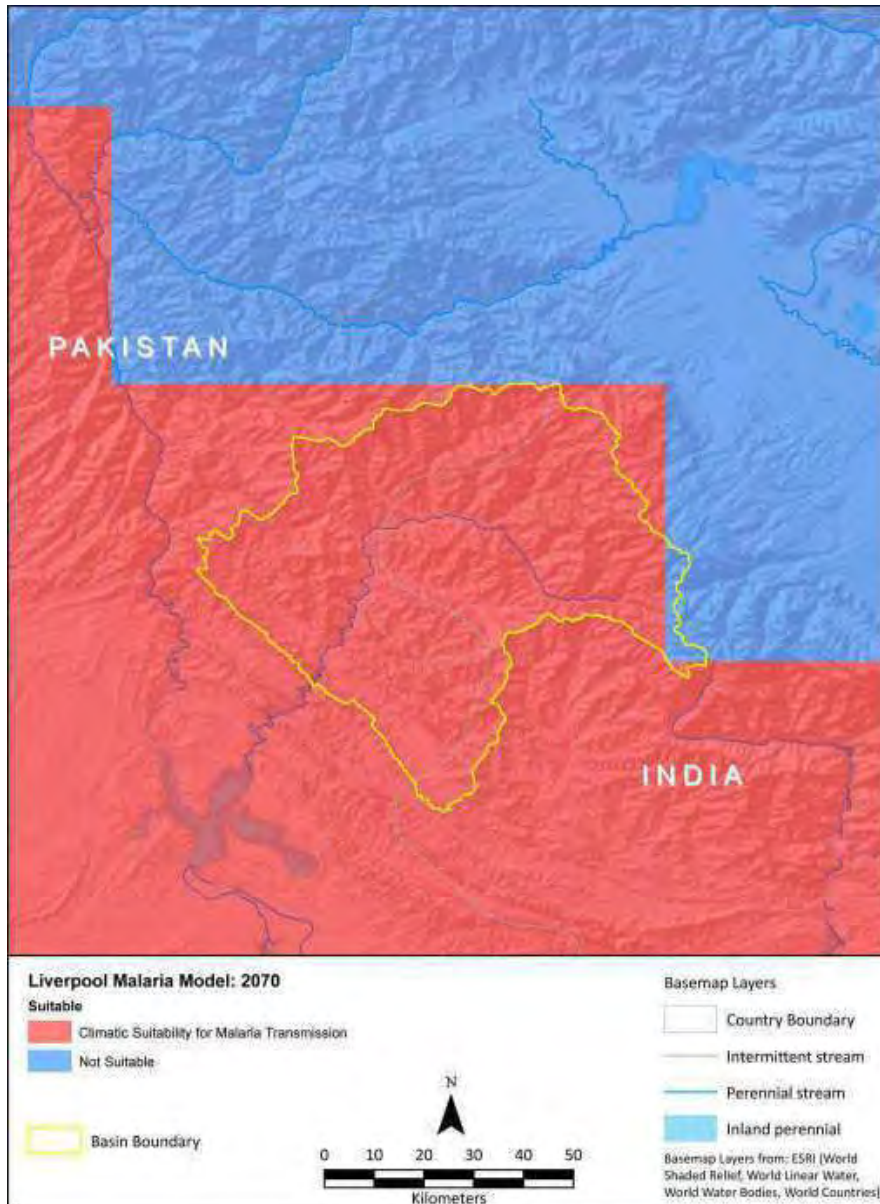 PAKISTAN
INDIA
Liverpool Malaria Model: 2070
Suitable
Climatic Suitability for Malaria Transmission
Not Suitable
Basin Boundary
N
0 10 20 30 40 50
Kilometers
Basemap Layers
Country Boundary
Intermittent stream
Perennial stream
Inland perennial
Basemap Layers from: ESRI (World
Shaded Relief, World Linear Water,
World Water Bodies, World Countries)